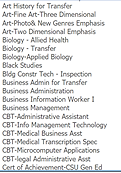 Art History for Transfer
Art-Fine Art-Three Dimensional
Art-Photo& New Genres Emphasis
Art-Two Dimensional Emphasis
Biology - Allied Health
Biology - Transfer
Biology-Applied Biology
Black Studies
Bldg Constr Tech - Inspection
Business Admin for Transfer
Business Administration
Business Information Worker I
Business Management
CBT-Administrative Assistant
CBT-Info Management Technology
CBT-Medical Business Asst
CBT-Medical Transcription Spec
CBT-Microcomputer Applications
CBT-legal Administrative Asst
Cert of Achievement-CSU Gen Ed